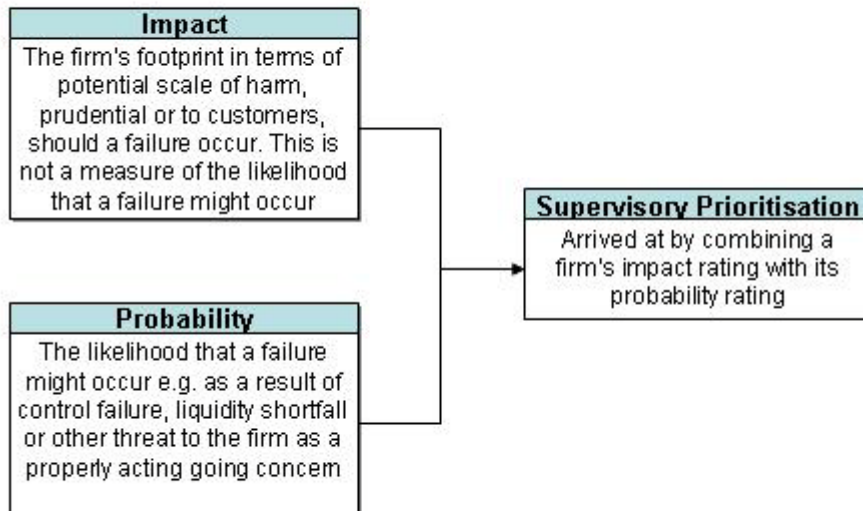 Impact
The firm's footprint in terms of
potential scale of harm,
prudential or to customers,
should a failure occur. This is
not a measure of the likelihood
that a failure might occur
Supervisory Prioritisation
Arrived at by combining a
firm's impact rating with its
probability rating
Probability
The likelihood that a failure
might occur e.g. as a result of
control failure, liquidity shortfall
or other threat to the firm as a
properly acting going concern